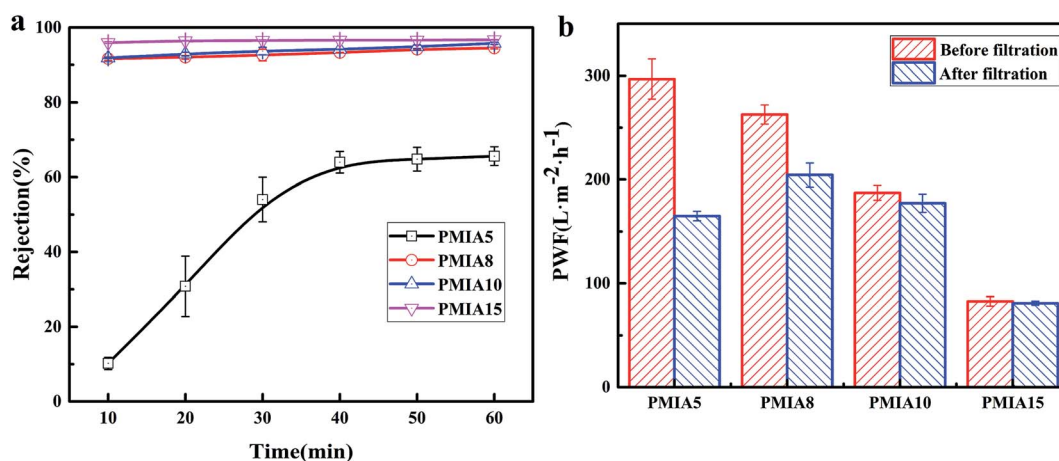 a
100
80
60
40
20
0
Rejection(%)
10 20 30 40 50 60
Time(min)
PMIA5
PMIA8
PMIA10
PMIA15
b
300
200
100
0
PWF(L·m⁻²·h⁻¹)
Before filtration
After filtration
PMIA5 PMIA8 PMIA10 PMIA15